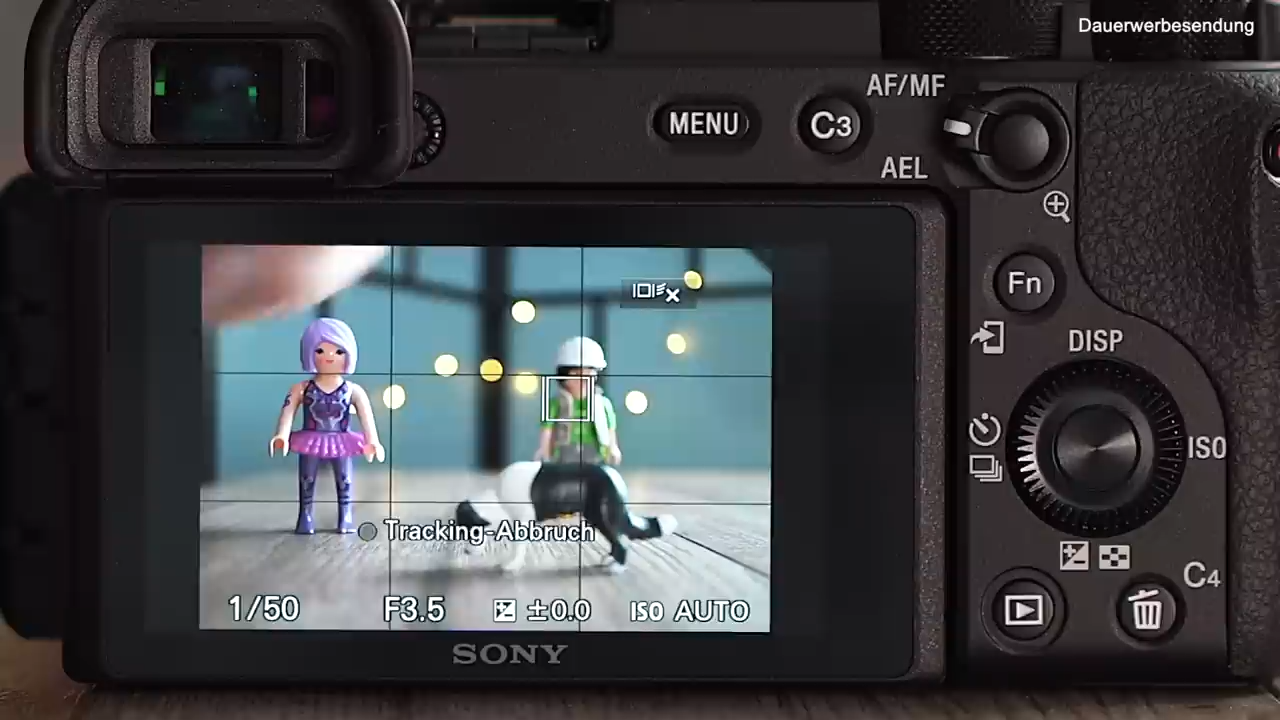 Dauerwerbesendung
AF/MF
MENU
C3
AEL
Fn
DISP
ISO
Tracking-Abbruch
1/50 F3.5 ±0.0 ISO AUTO
C4
SONY